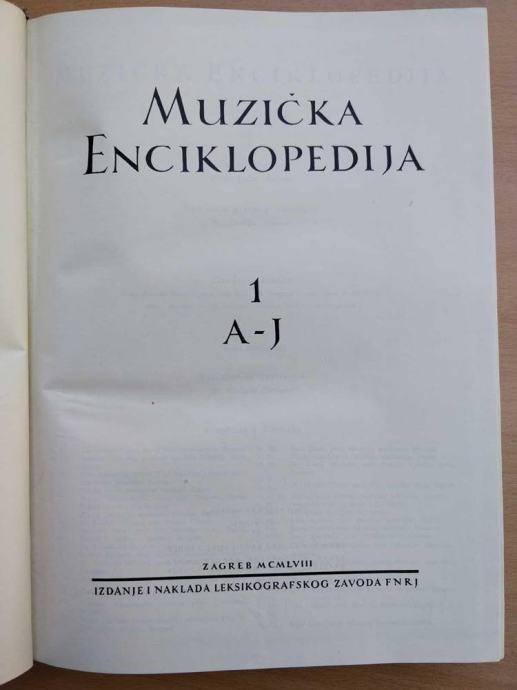 MUZIČKA
ENCIKLOPEDIJA
1
A-J
ZAGREB MCMLVIII
IZDANJE I NAKLADA LEKSIKOGRAFSKOG ZAVODA FNRJ